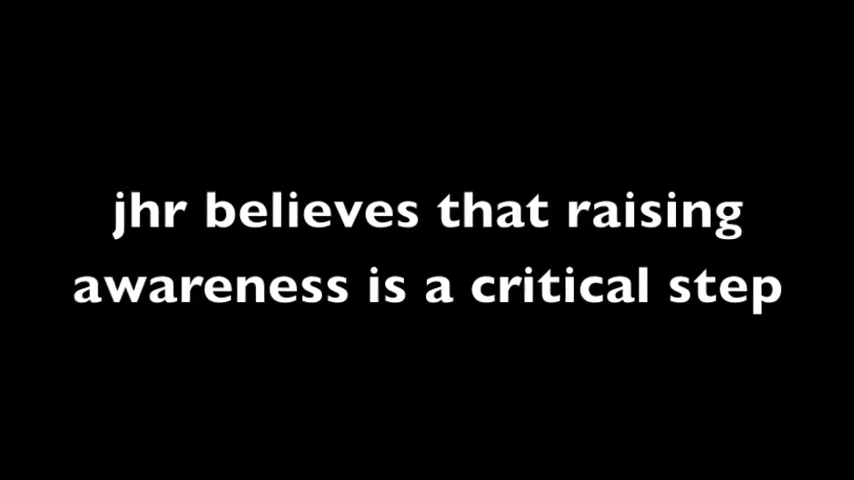 jhr believes that raising
awareness is a critical step